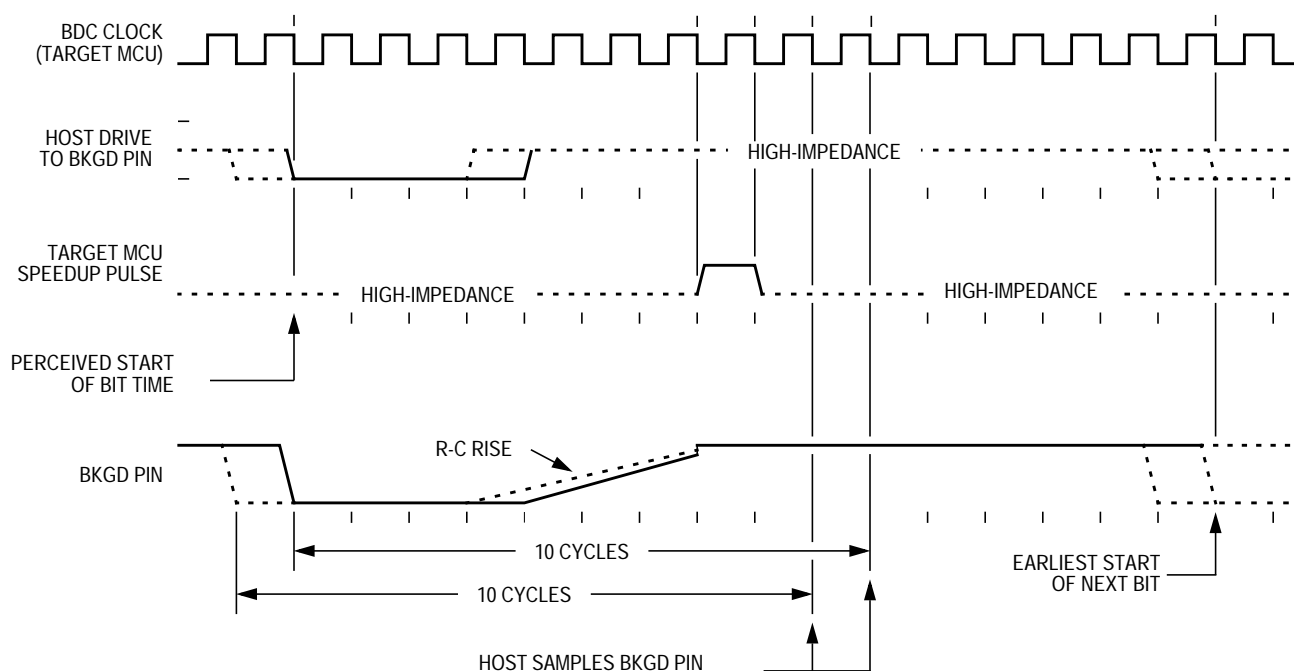 BDC CLOCK
(TARGET MCU)
HOST DRIVE
TO BKGD PIN
HIGH-IMPEDANCE
TARGET MCU
SPEEDUP PULSE
HIGH-IMPEDANCE
HIGH-IMPEDANCE
PERCEIVED START
OF BIT TIME
R-C RISE
BKGD PIN
10 CYCLES
EARLIEST START
OF NEXT BIT
10 CYCLES
HOST SAMPLES BKGD PIN